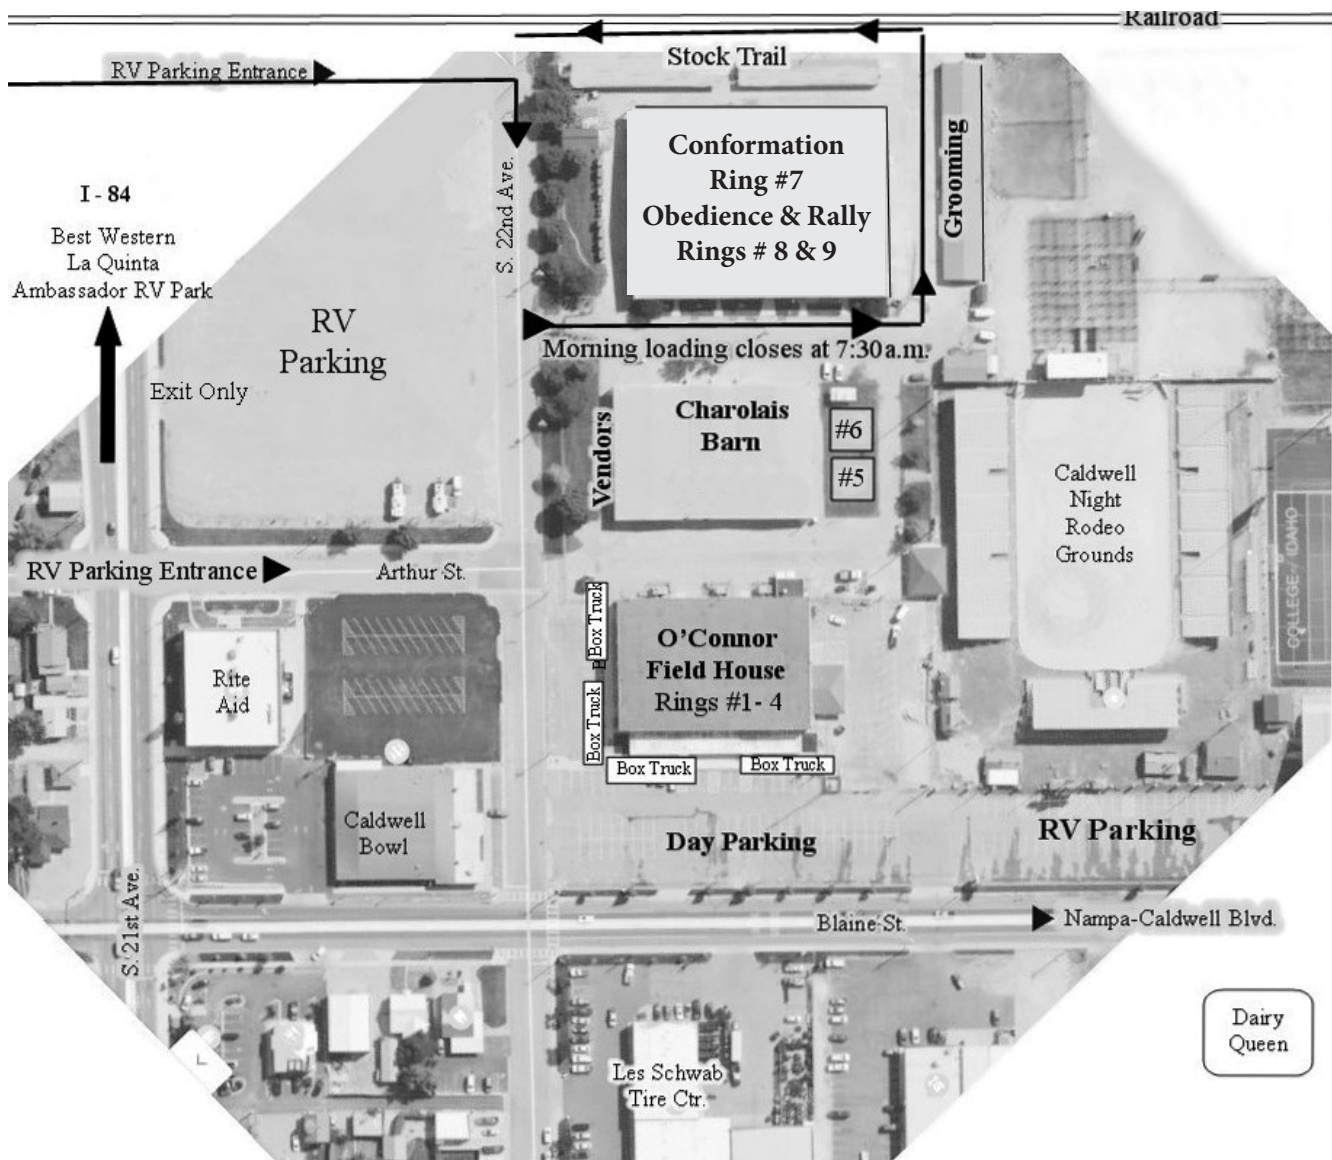 Railroad
Stock Trail
RV Parking Entrance
Conformation
Ring #7
Obedience & Rally
Rings # 8 & 9
Grooming
S. 22nd Ave.
I - 84
Best Western
La Quinta
Ambassador RV Park
RV
Parking
Exit Only
Morning loading closes at 7:30a.m.
Vendors
Charolais
Barn
#6
#5
Caldwell
Night
Rodeo
Grounds
COLLEGE of IDAHO
RV Parking Entrance
Arthur St.
Box Truck
B
Box Truck
O'Connor
Field House
Rings #1- 4
Rite
Aid
Box Truck
Box Truck
Caldwell
Bowl
Day Parking
RV Parking
S. 21st Ave.
Blaine St.
Nampa-Caldwell Blvd.
Dairy
Queen
Les Schwab
Tire Ctr.